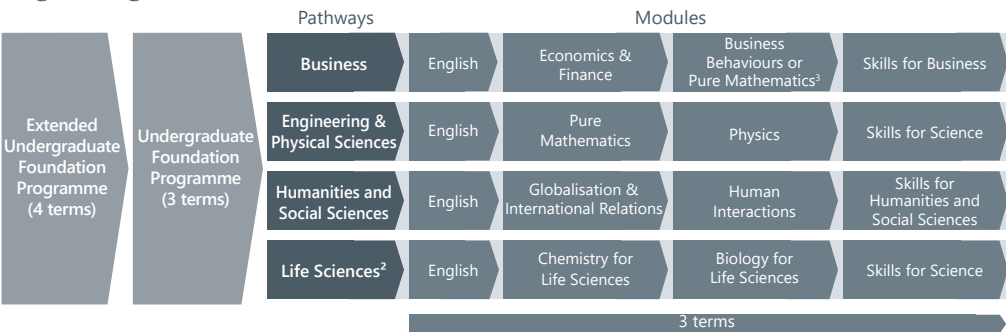 Pathways
Modules
Extended
Undergraduate
Foundation
Programme
(4 terms)
Undergraduate
Foundation
Programme
(3 terms)
Business
English
Economics &
Finance
Business
Behaviours or
Pure Mathematics³
Skills for Business
Engineering &
Physical Sciences
English
Pure
Mathematics
Physics
Skills for Science
Humanities and
Social Sciences
English
Globalisation &
International Relations
Human
Interactions
Skills for
Humanities and
Social Sciences
Life Sciences²
English
Chemistry for
Life Sciences
Biology for
Life Sciences
Skills for Science
3 terms